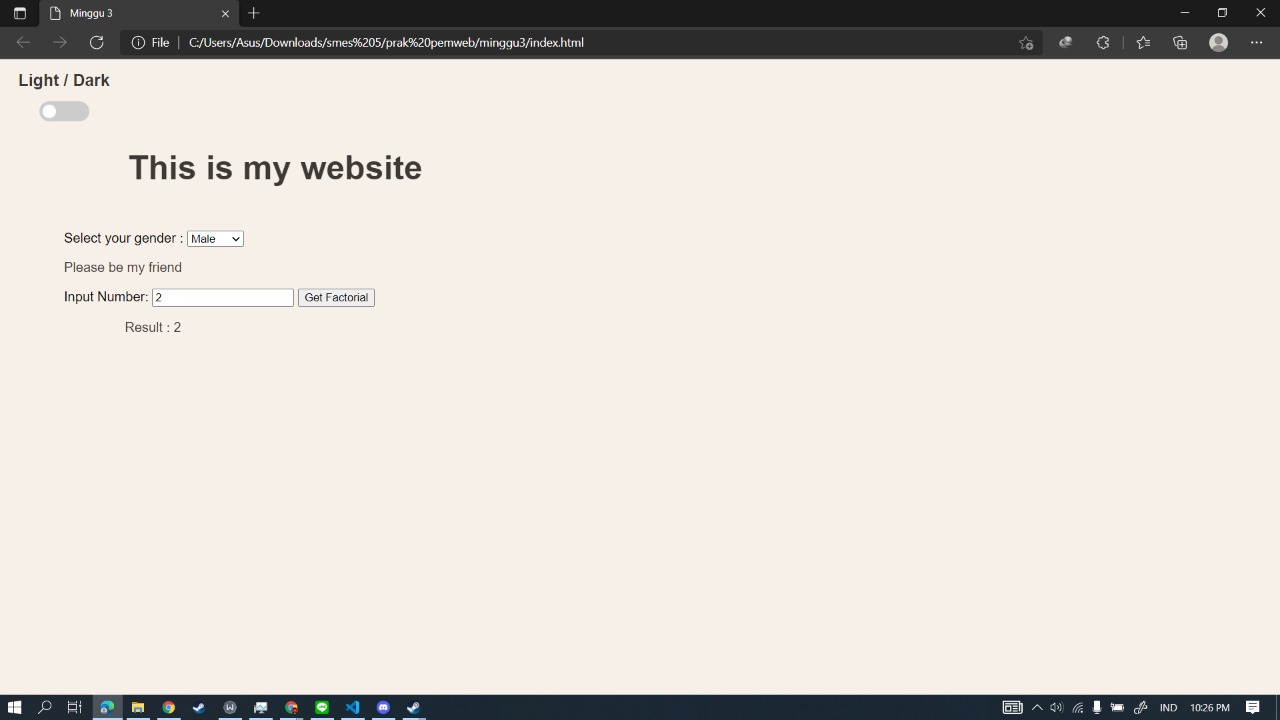 Minggu 3
File
C:/Users/Asus/Downloads/smes%205/prak%20pemweb/minggu3/index.html
Light / Dark
This is my website
Select your gender : Male
Please be my friend
Input Number: 2 Get Factorial
Result : 2
IND 10:26 PM